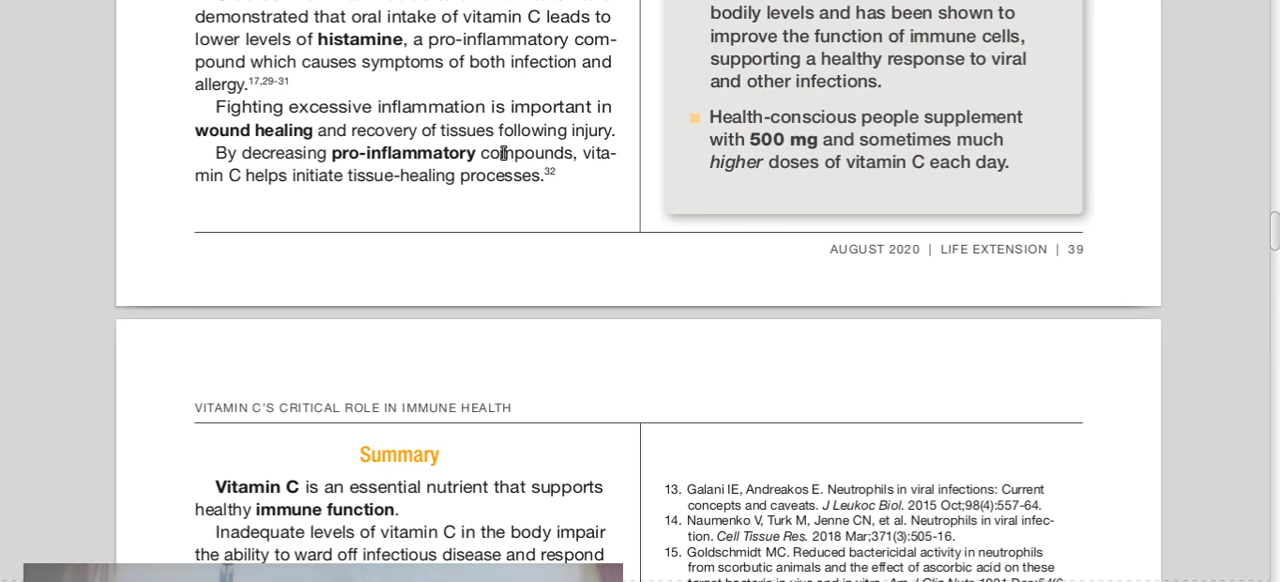 demonstrated that oral intake of vitamin C leads to
lower levels of histamine, a pro-inflammatory com-
pound which causes symptoms of both infection and
allergy.17,29-31
Fighting excessive inflammation is important in
wound healing and recovery of tissues following injury.
By decreasing pro-inflammatory compounds, vita-
min C helps initiate tissue-healing processes.32
bodily levels and has been shown to
improve the function of immune cells,
supporting a healthy response to viral
and other infections.
Health-conscious people supplement
with 500 mg and sometimes much
higher doses of vitamin C each day.
AUGUST 2020 | LIFE EXTENSION | 39
VITAMIN C'S CRITICAL ROLE IN IMMUNE HEALTH
Summary
Vitamin C is an essential nutrient that supports
healthy immune function.
Inadequate levels of vitamin C in the body impair
the ability to ward off infectious disease and respond
13. Galani IE, Andreakos E. Neutrophils in viral infections: Current
concepts and caveats. J Leukoc Biol. 2015 Oct;98(4):557-64.
14. Naumenko V, Turk M, Jenne CN, et al. Neutrophils in viral infec-
tion. Cell Tissue Res. 2018 Mar;371(3):505-16.
15. Goldschmidt MC. Reduced bactericidal activity in neutrophils
from scorbutic animals and the effect of ascorbic acid on these